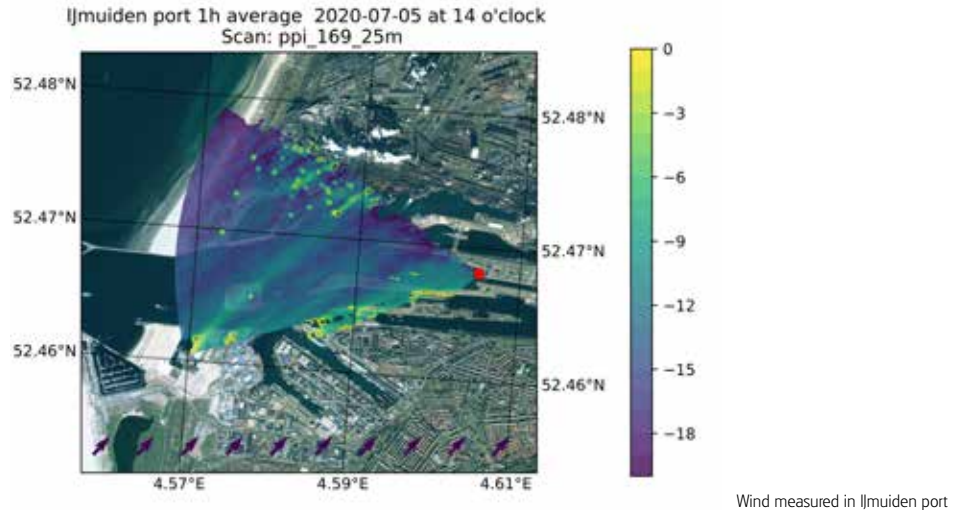 IJmuiden port 1h average 2020-07-05 at 14 o'clock
Scan: ppi_169_25m
52.48°N
52.47°N
52.46°N
52.48°N
52.47°N
52.46°N
4.57°E
4.59°E
4.61°E
0
−3
−6
−9
−12
−15
−18
Wind measured in IJmuiden port